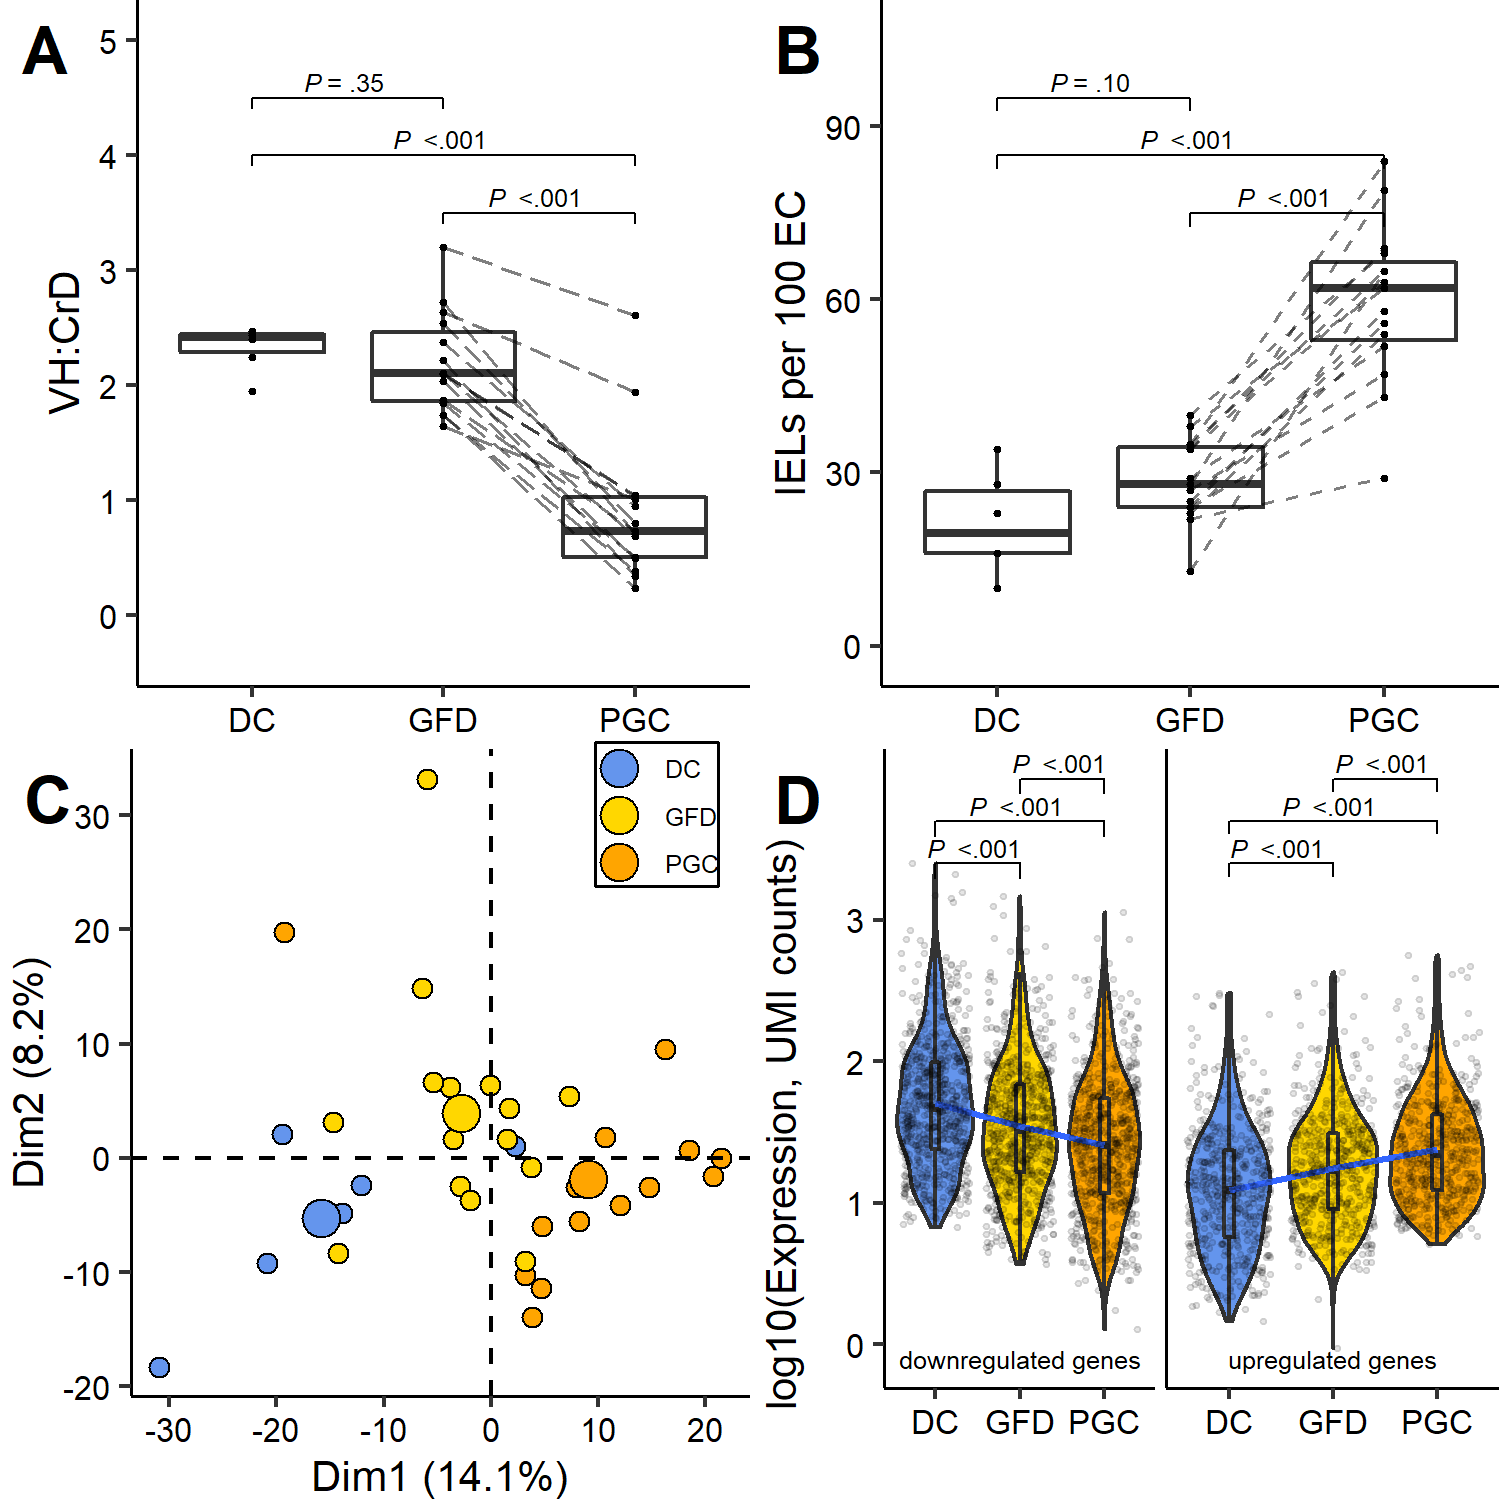 A
VH:CrD
5
4
3
2
1
0
P = .35
P <.001
P <.001
DC GFD PGC
B
IELs per 100 EC
90
60
30
0
P = .10
P <.001
P <.001
DC GFD PGC
C
Dim2 (8.2%)
30
20
10
0
-10
-20
DC
GFD
PGC
-30 -20 -10 0 10 20
Dim1 (14.1%)
D
log10(Expression, UMI counts)
3
2
1
0
P <.001
P <.001
P <.001
downregulated genes
DC GFD PGC
P <.001
P <.001
P <.001
upregulated genes
DC GFD PGC